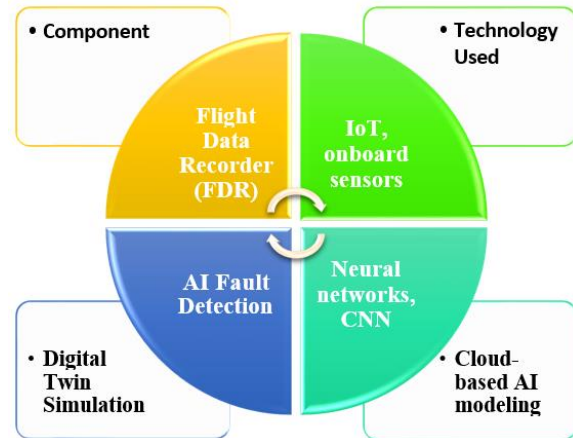 • Component
• Technology
Used
Flight
Data
Recorder
(FDR)
IoT,
onboard
sensors
AI Fault
Detection
Neural
networks,
CNN
• Digital
Twin
Simulation
• Cloud-
based AI
modeling